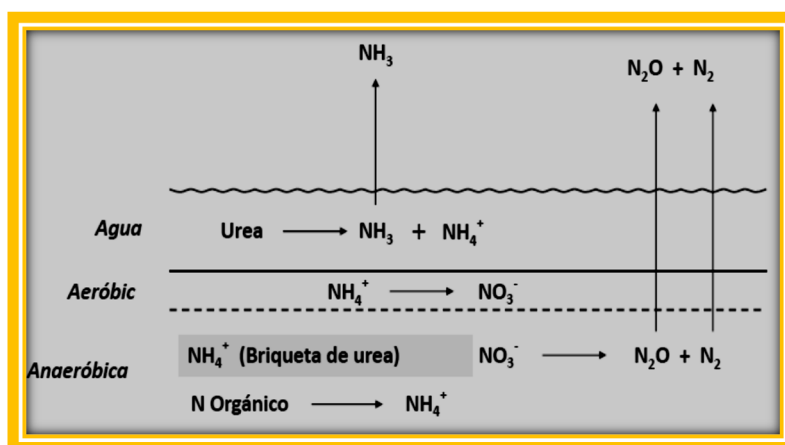 NH₃
N₂O + N₂
Agua Urea NH₃ + NH₄⁺
Aeróbic NH₄⁺ NO₃⁻
Anaeróbica
NH₄⁺ (Briqueta de urea) NO₃⁻ N₂O + N₂
N Orgánico NH₄⁺